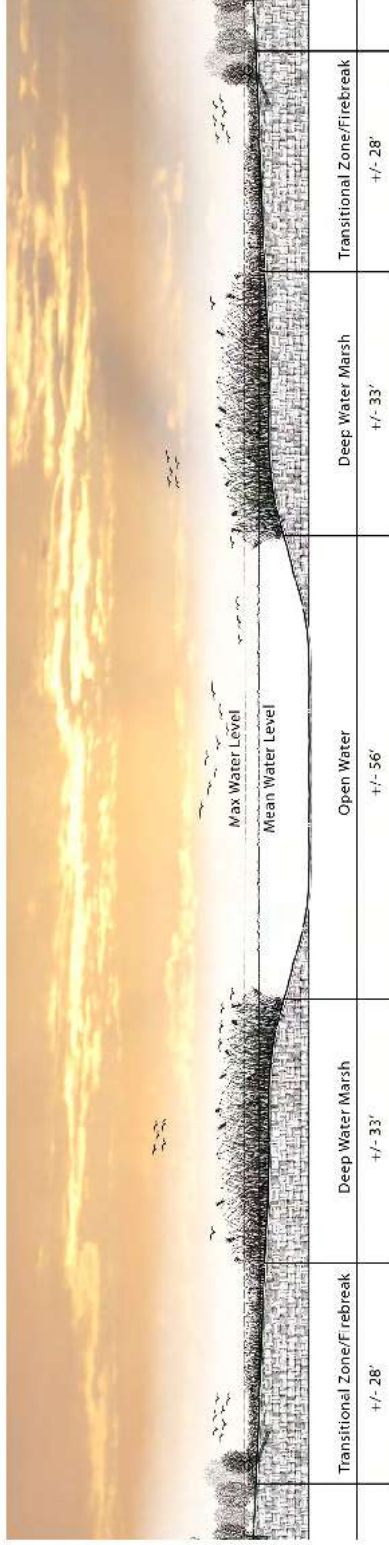 Max Water Level
Mean Water Level
Transitional Zone/Firebreak
+/- 28'
Deep Water Marsh
+/- 33'
Open Water
+/- 56'
Deep Water Marsh
+/- 33'
Transitional Zone/Firebreak
+/- 28'